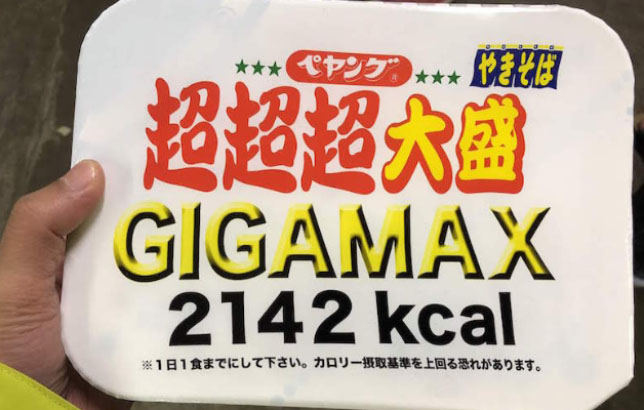 ★★★ ペヤング ® ★★★ やきそば
超超超大盛
GIGAMAX
2142 kcal
※1日1食までにして下さい。カロリー摂取基準を上回る恐れがあります。